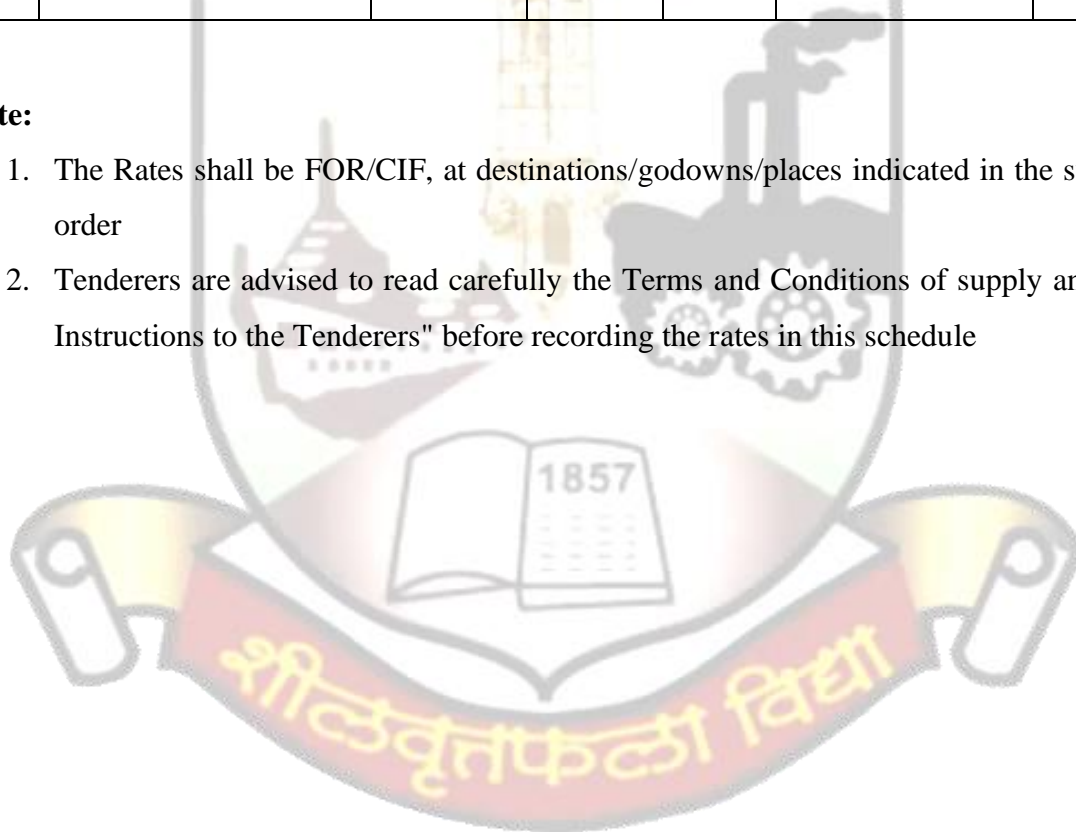 te:
1. The Rates shall be FOR/CIF, at destinations/godowns/places indicated in the s
order
2. Tenderers are advised to read carefully the Terms and Conditions of supply an
Instructions to the Tenderers" before recording the rates in this schedule
1857
शीलवृत्तफला विद्या